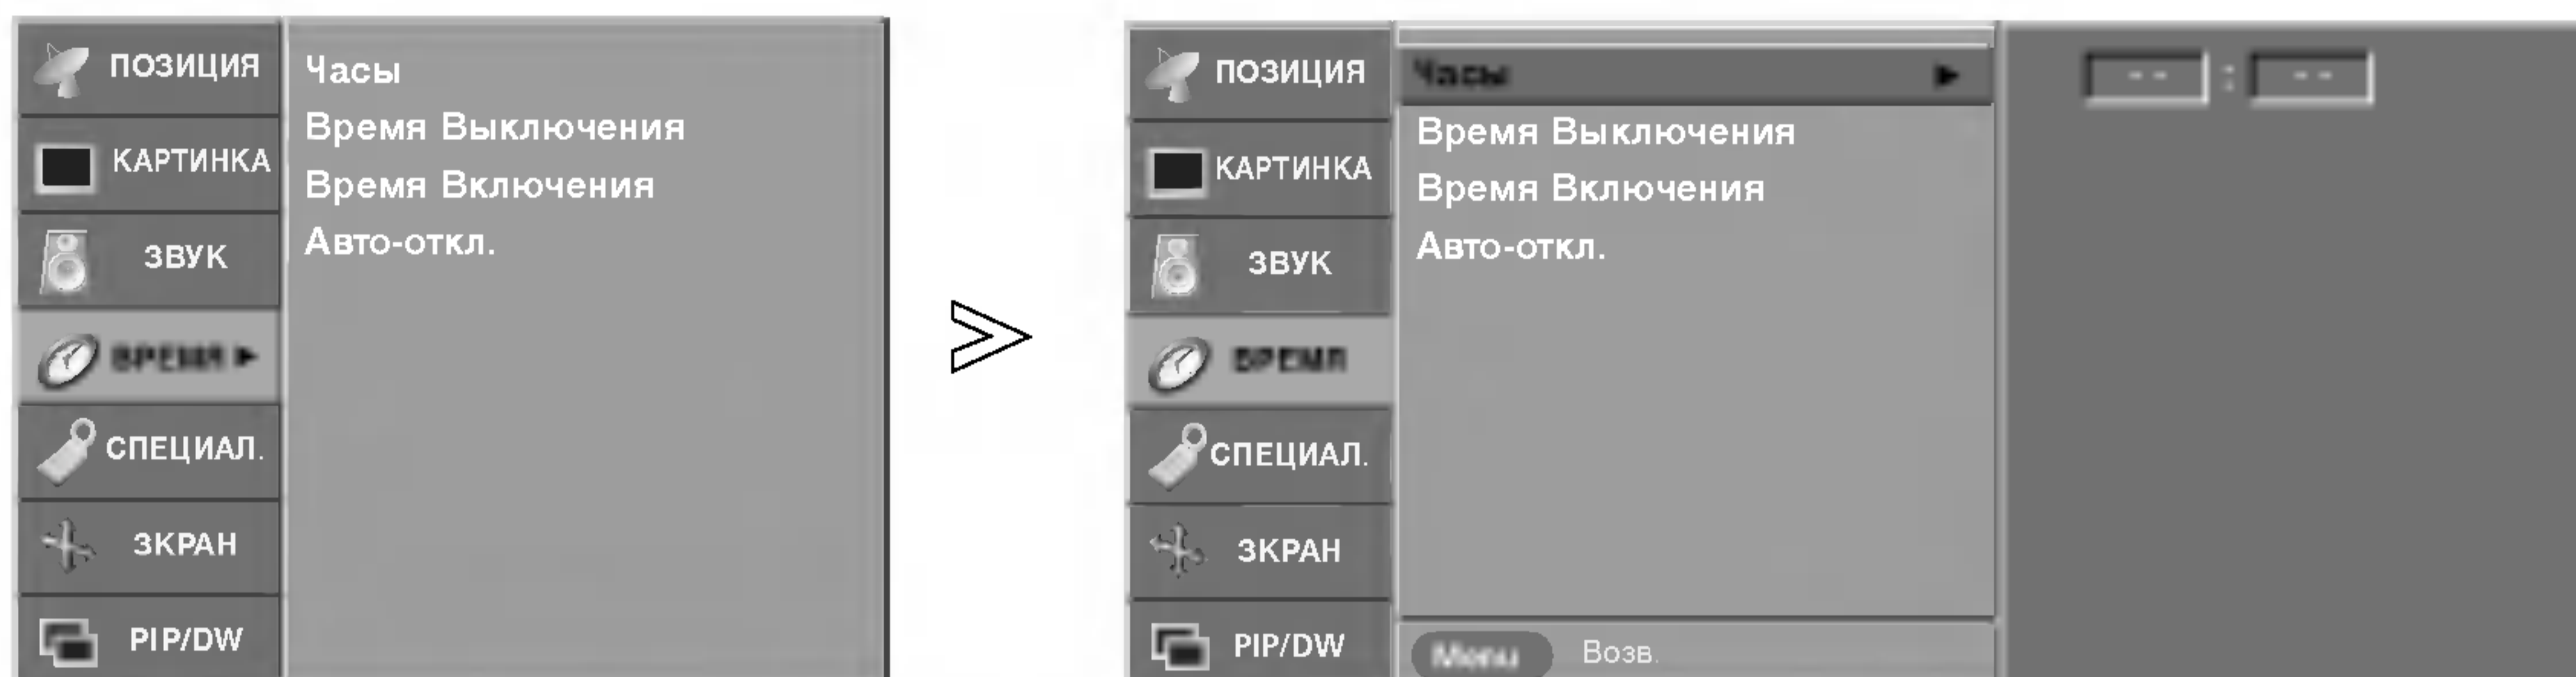 ПОЗИЦИЯ
КАРТИНКА
ЗВУК
ВРЕМЯ ►
СПЕЦИАЛ.
ЗКРАН
PIP/DW
Часы
Время Выключения
Время Включения
Авто-откл.
ПОЗИЦИЯ
КАРТИНКА
ЗВУК
ВРЕМЯ
СПЕЦИАЛ.
ЗКРАН
PIP/DW
Часы ►
Время Выключения
Время Включения
Авто-откл.
Menu Возв.
-- : --